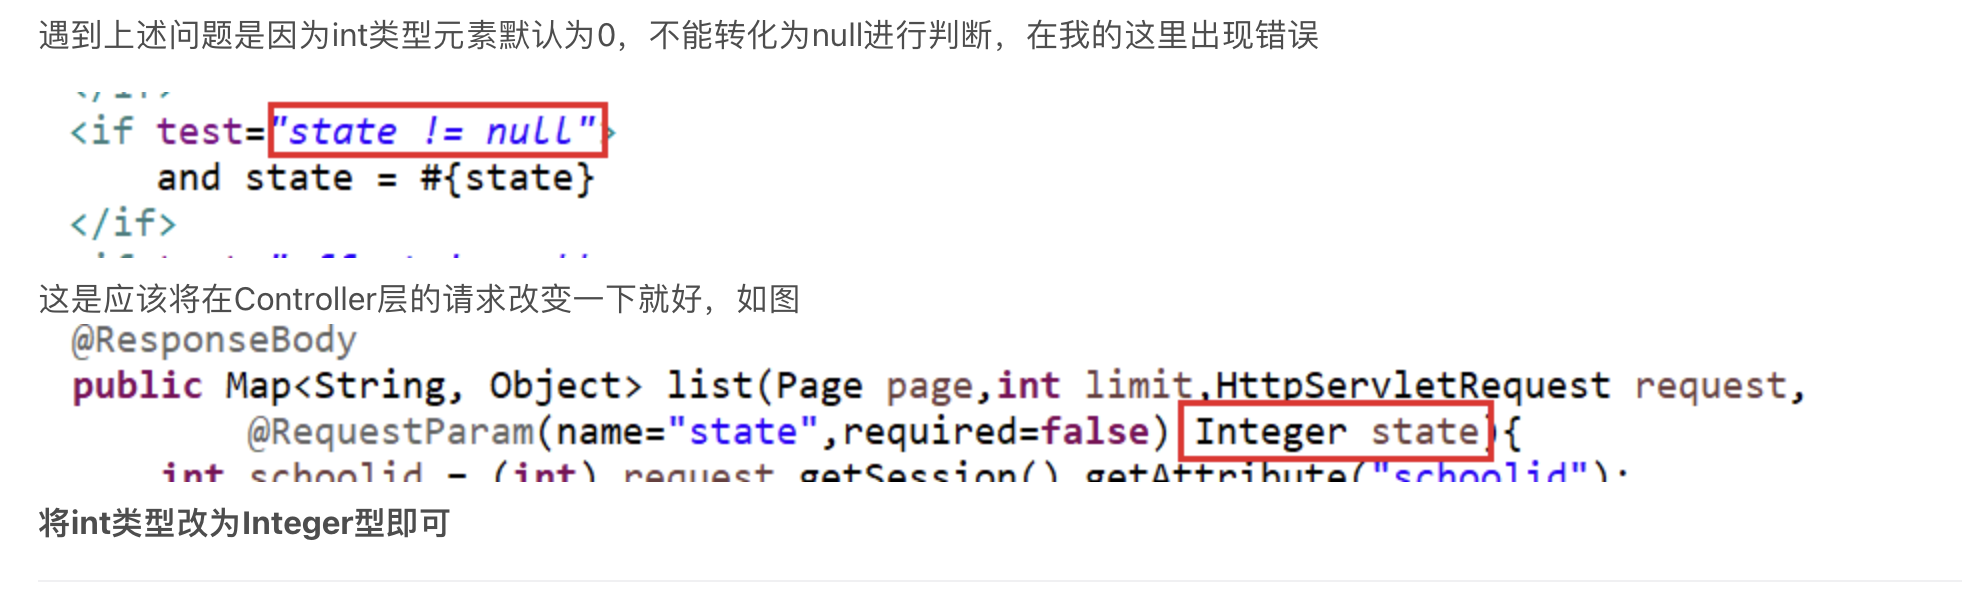 遇到上述问题是因为int类型元素默认为0，不能转化为null进行判断，在我的这里出现错误
<if test="state != null">
and state = #{state}
</if>
这是应该将在Controller层的请求改变一下就好，如图
@ResponseBody
public Map<String, Object> list(Page page,int limit,HttpServletRequest request,
@RequestParam(name="state",required=false) Integer state){
int schoolid = (int) request.getSession().getAttribute("schoolid");
将int类型改为Integer型即可